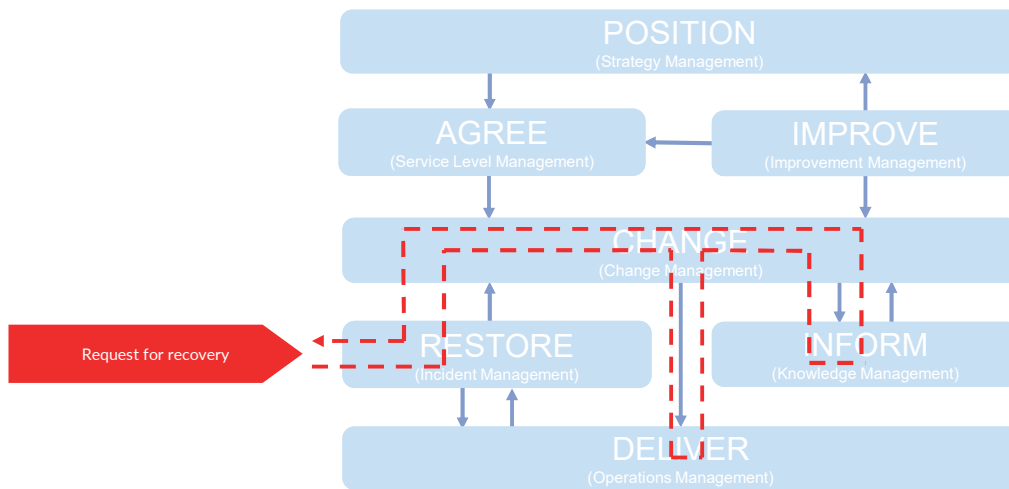 POSITION
(Strategy Management)
AGREE
(Service Level Management)
IMPROVE
(Improvement Management)
CHANGE
(Change Management)
Request for recovery
RESTORE
(Incident Management)
INFORM
(Knowledge Management)
DELIVER
(Operations Management)